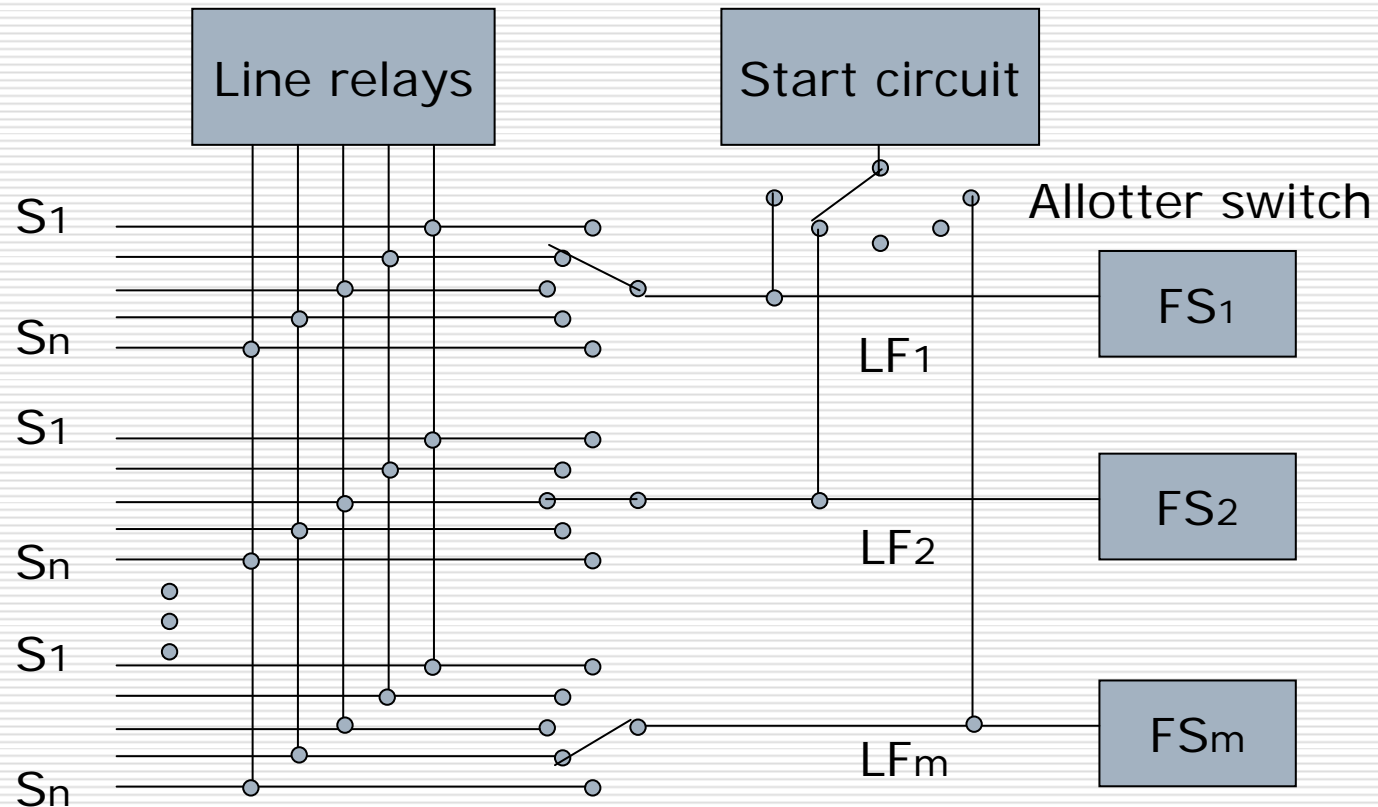 Line relays
Start circuit
Allotter switch
S1
FS1
Sn
LF1
S1
FS2
Sn
LF2
S1
FSm
LFm
Sn